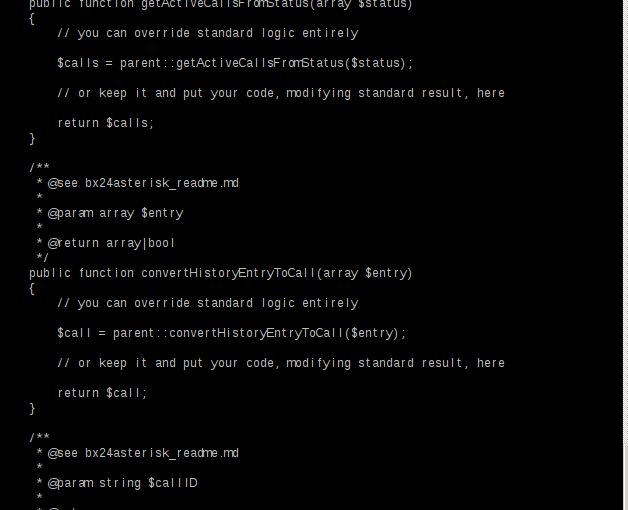 public function getActiveCallsFromStatus(array $status)
{
    // you can override standard logic entirely

    $calls = parent::getActiveCallsFromStatus($status);

    // or keep it and put your code, modifying standard result, here

    return $calls;
}

/**
 * @see bx24asterisk_readme.md
 *
 * @param array $entry
 *
 * @return array|bool
 */
public function convertHistoryEntryToCall(array $entry)
{
    // you can override standard logic entirely

    $call = parent::convertHistoryEntryToCall($entry);

    // or keep it and put your code, modifying standard result, here

    return $call;
}

/**
 * @see bx24asterisk_readme.md
 *
 * @param string $callID
 *